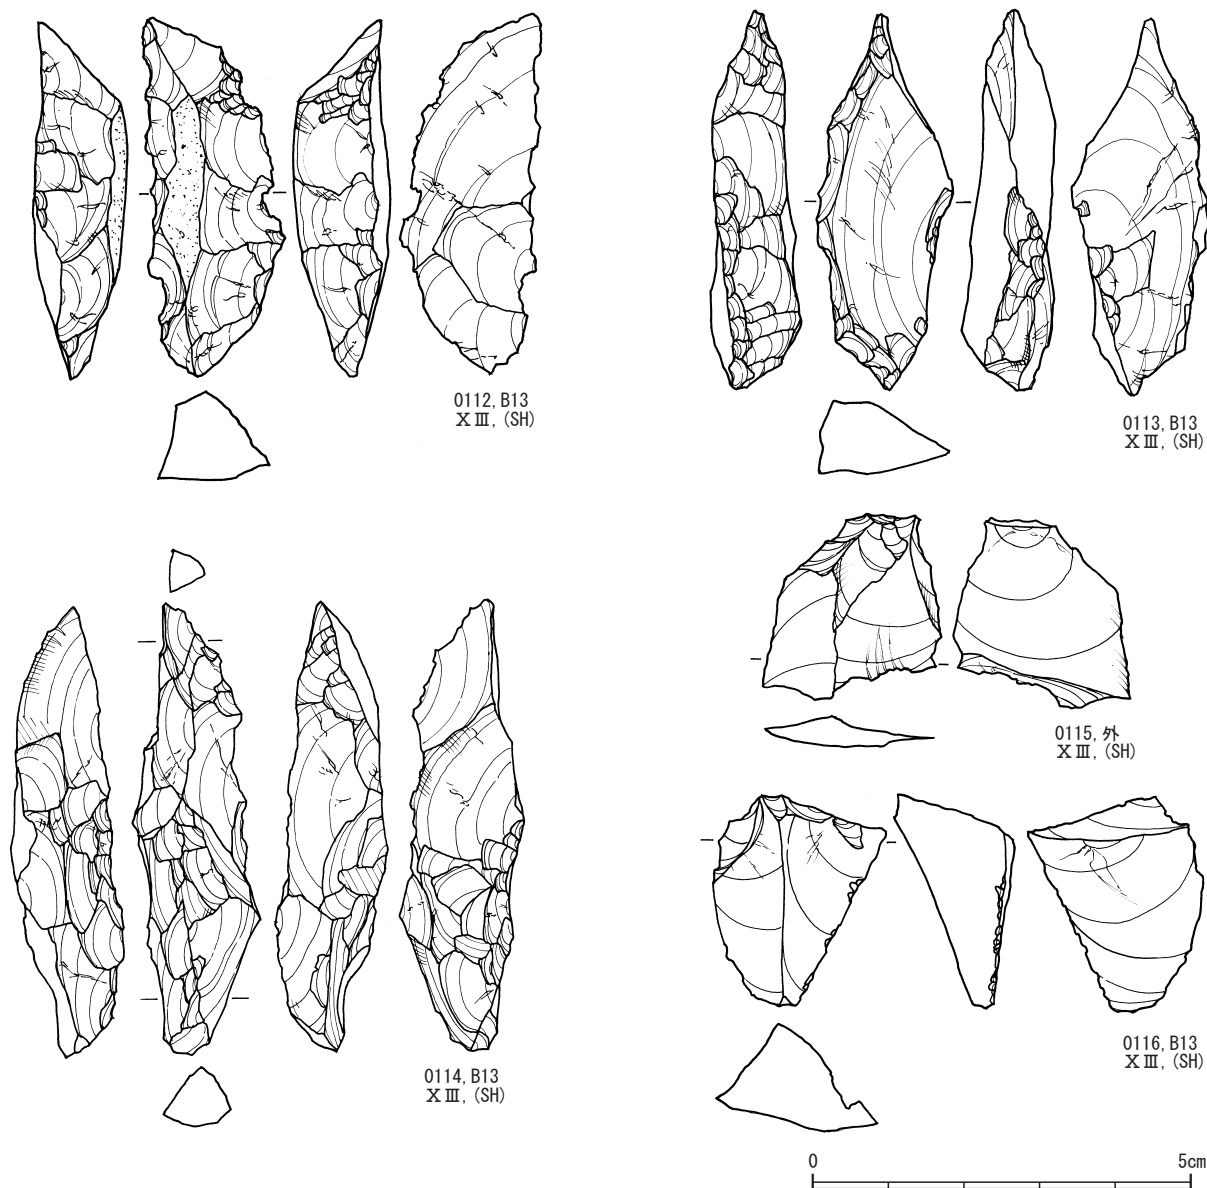 0112, B13
ⅩⅢ, (SH)
0113, B13
ⅩⅢ, (SH)
0114, B13
ⅩⅢ, (SH)
0115, 外
ⅩⅢ, (SH)
0116, B13
ⅩⅢ, (SH)
0 5cm